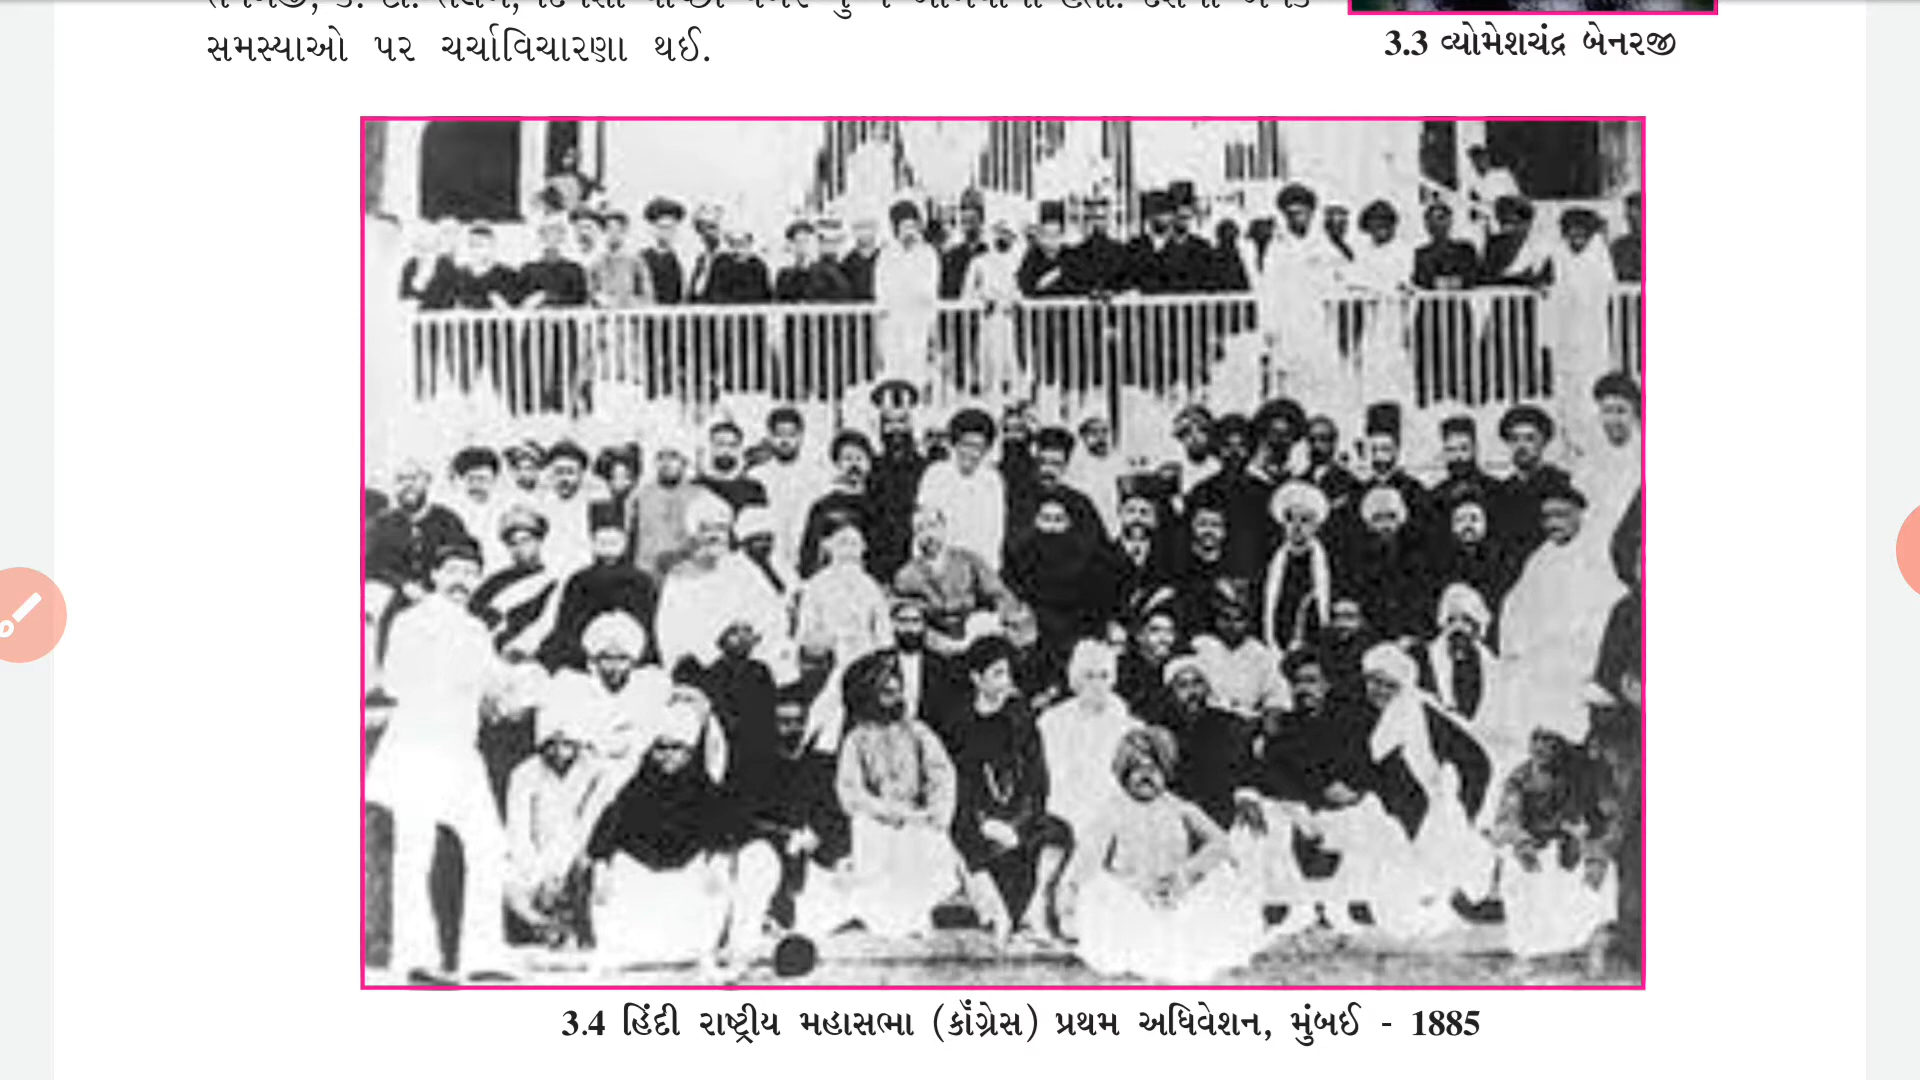 સમસ્યાઓ પર ચર્ચાવિચારણા થઈ.
3.3 વ્યોમેશચંદ્ર બેનરજી
3.4 હિંદી રાષ્ટ્રીય મહાસભા (કૉંગ્રેસ) પ્રથમ અધિવેશન, મુંબઈ - 1885